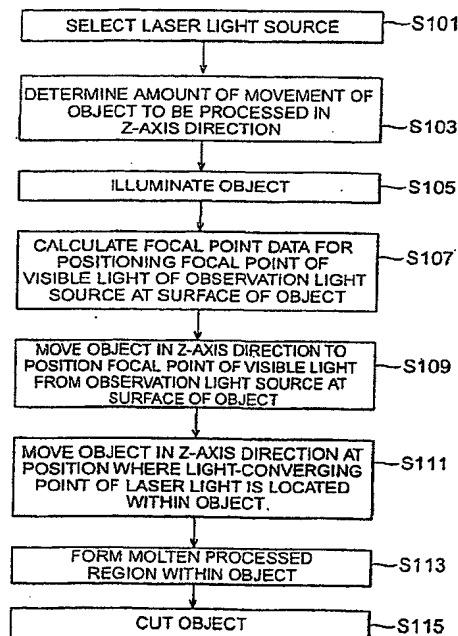 SELECT LASER LIGHT SOURCE
S101
DETERMINE AMOUNT OF MOVEMENT OF
OBJECT TO BE PROCESSED IN
Z-AXIS DIRECTION
S103
ILLUMINATE OBJECT
S105
CALCULATE FOCAL POINT DATA FOR
POSITIONING FOCAL POINT OF
VISIBLE LIGHT OF OBSERVATION LIGHT
SOURCE AT SURFACE OF OBJECT
S107
MOVE OBJECT IN Z-AXIS DIRECTION TO
POSITION FOCAL POINT OF VISIBLE LIGHT
FROM OBSERVATION LIGHT SOURCE AT
SURFACE OF OBJECT
S109
MOVE OBJECT IN Z-AXIS DIRECTION AT
POSITION WHERE LIGHT-CONVERGING
POINT OF LASER LIGHT IS LOCATED
WITHIN OBJECT.
S111
FORM MOLTEN PROCESSED
REGION WITHIN OBJECT
S113
CUT OBJECT
S115